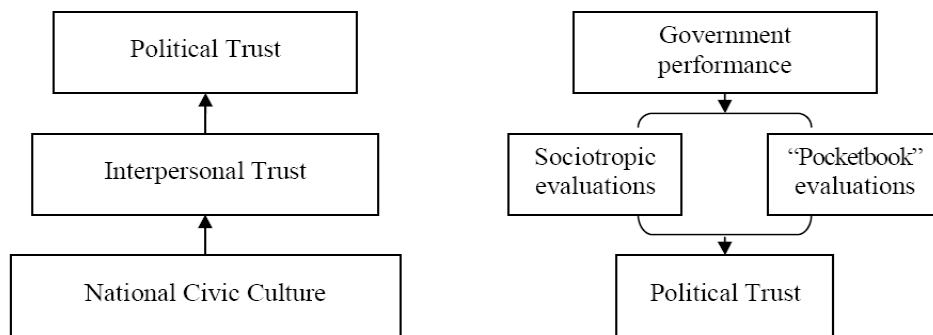 Political Trust
Interpersonal Trust
National Civic Culture
Government
performance
Sociotropic
evaluations
“Pocketbook”
evaluations
Political Trust